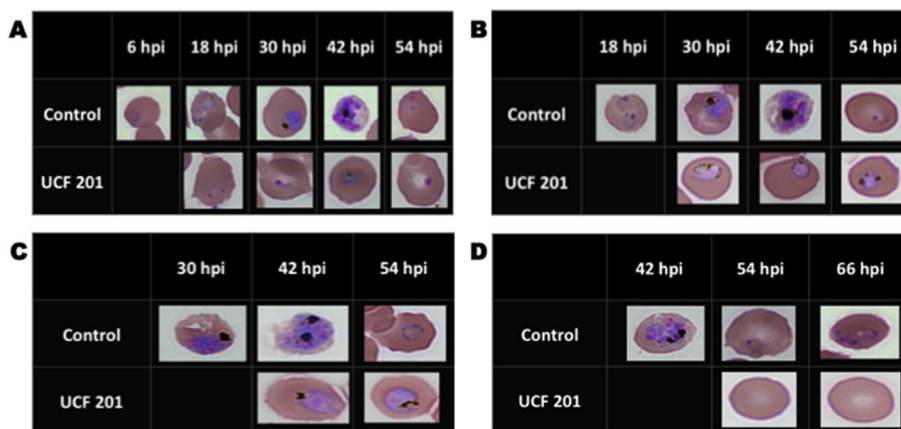 A
6 hpi 18 hpi 30 hpi 42 hpi 54 hpi
Control
UCF 201
B
18 hpi 30 hpi 42 hpi 54 hpi
Control
UCF 201
C
30 hpi 42 hpi 54 hpi
Control
UCF 201
D
42 hpi 54 hpi 66 hpi
Control
UCF 201